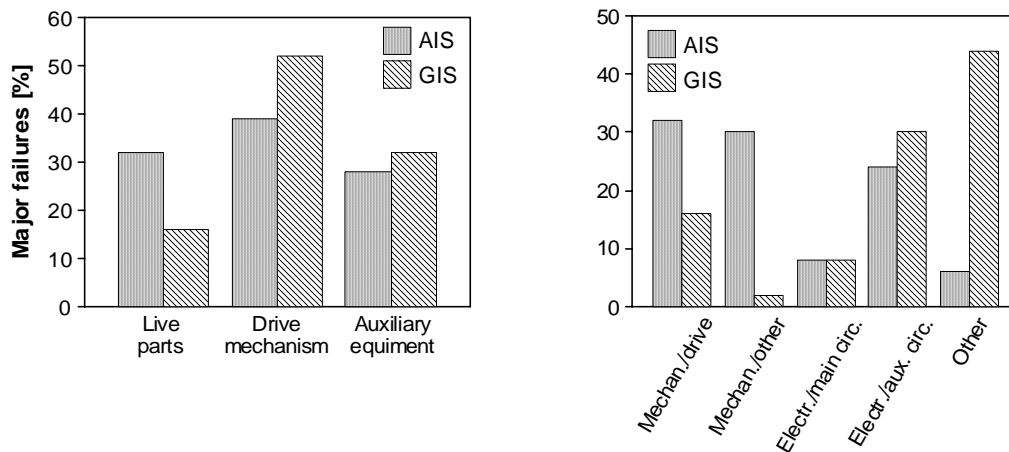 Major failures [%]
60
50
40
30
20
10
0
AIS
GIS
Live
parts
Drive
mechanism
Auxiliary
equiment
50
40
30
20
10
0
AIS
GIS
Mechan./drive
Mechan./other
Electr./main circ.
Electr./aux. circ.
Other